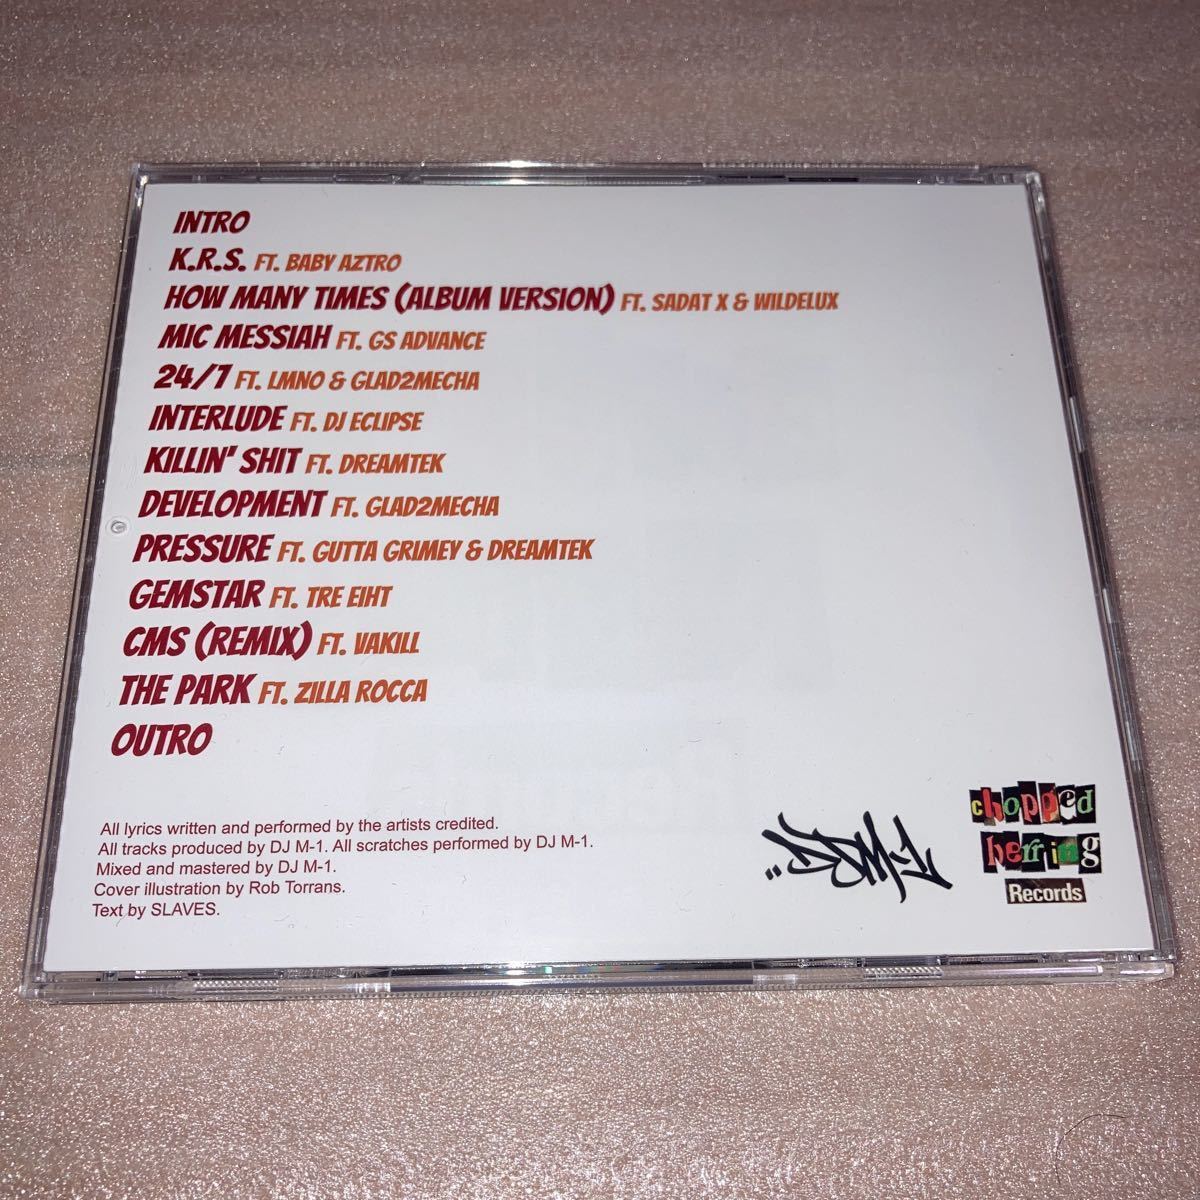 INTRO
K.R.S. FT. BABY AZTRO
HOW MANY TIMES (ALBUM VERSION) FT. SADAT X & WILDELUX
MIC MESSIAH FT. GS ADVANCE
24/7 FT. LMNO & GLAD2MECHA
INTERLUDE FT. DJ ECLIPSE
KILLIN' SHIT FT. DREAMTEK
DEVELOPMENT FT. GLAD2MECHA
PRESSURE FT. GUTTA GRIMEY & DREAMTEK
GEMSTAR FT. TRE EIHT
CMS (REMIX) FT. VAKILL
THE PARK FT. ZILLA ROCCA
OUTRO
All lyrics written and performed by the artists credited.
All tracks produced by DJ M-1. All scratches performed by DJ M-1.
Mixed and mastered by DJ M-1.
Cover illustration by Rob Torrans.
Text by SLAVES.
..DJM-1
chopped
herring
Records